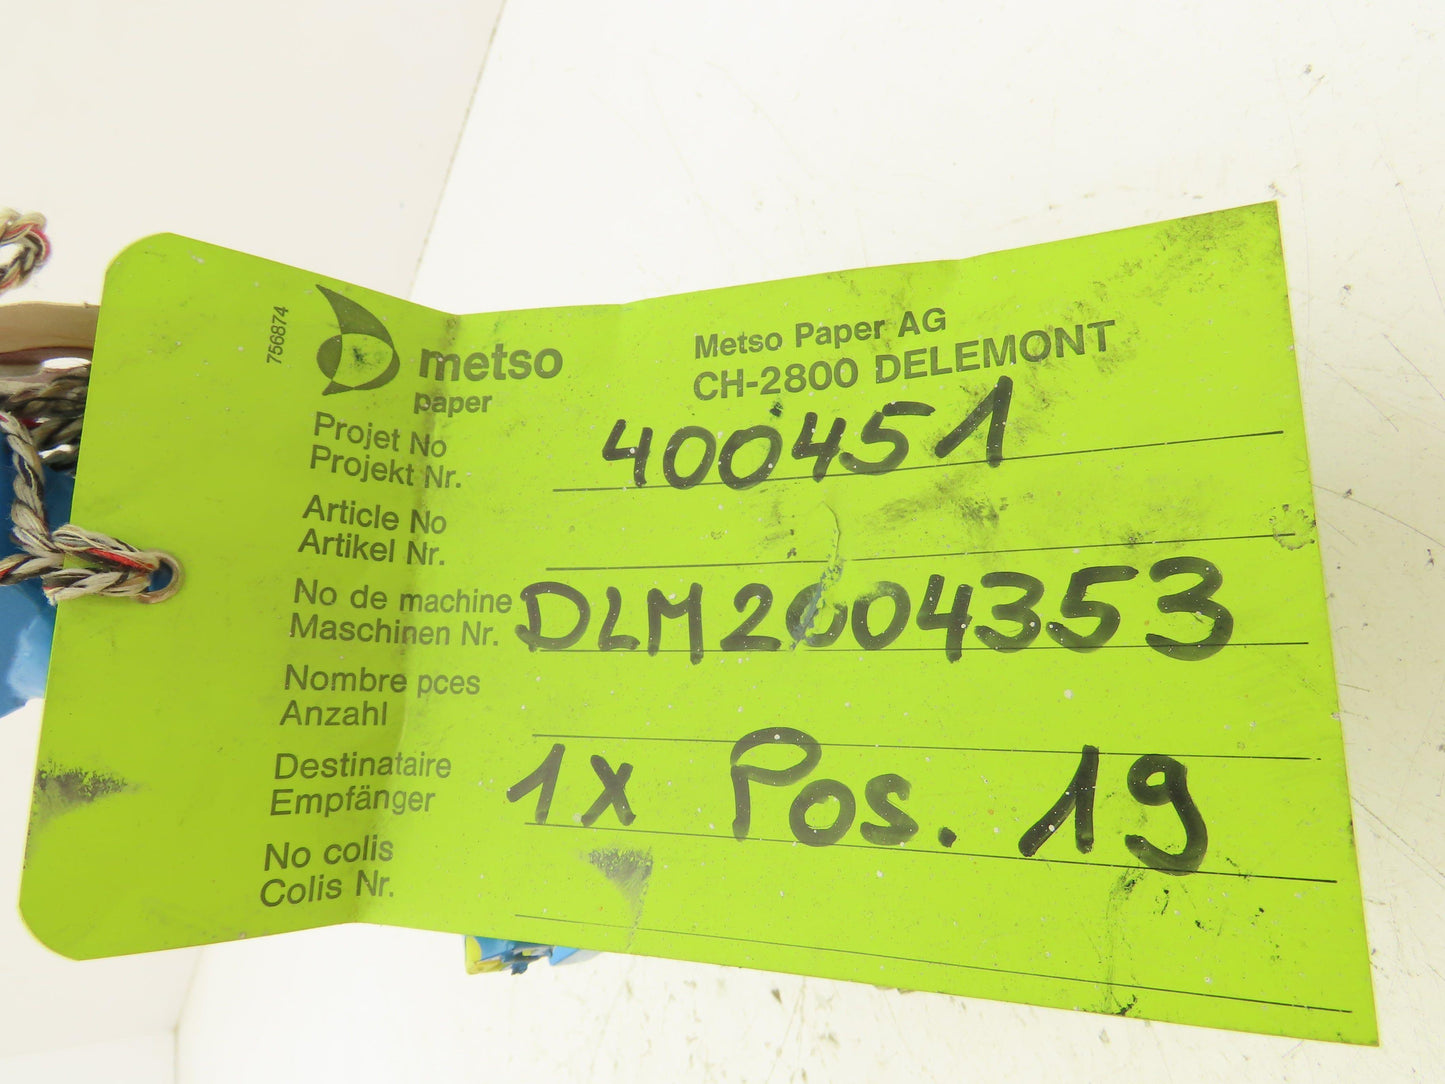 756874
metso
paper
Metso Paper AG
CH-2800 DELEMONT
Projet No
Projekt Nr.
400451
Article No
Artikel Nr.
No de machine
Maschinen Nr.
DLM2004353
Nombre pces
Anzahl
Destinataire
Empfänger
1x Pos. 19
No colis
Colis Nr.